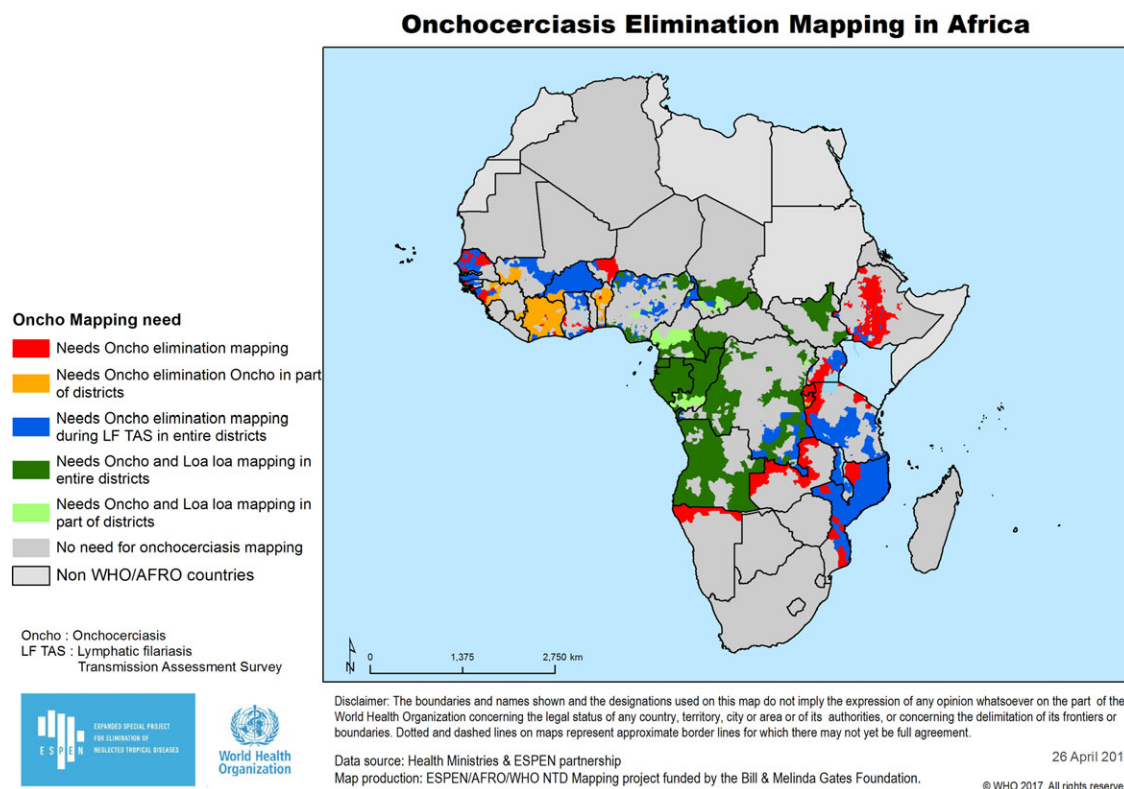 Onchocerciasis Elimination Mapping in Africa
Oncho Mapping need
Needs Oncho elimination mapping
Needs Oncho elimination Oncho in part
of districts
Needs Oncho elimination mapping
during LF TAS in entire districts
Needs Oncho and Loa loa mapping in
entire districts
Needs Oncho and Loa loa mapping in
part of districts
No need for onchocerciasis mapping
Non WHO/AFRO countries
Oncho : Onchocerciasis
LF TAS : Lymphatic filariasis
Transmission Assessment Survey
N
0 1,375 2,750 km
ESPEN
EXPANDED SPECIAL PROJECT
FOR ELIMINATION OF
NEGLECTED TROPICAL DISEASES
World Health
Organization
Disclaimer: The boundaries and names shown and the designations used on this map do not imply the expression of any opinion whatsoever on the part of the
World Health Organization concerning the legal status of any country, territory, city or area or of its authorities, or concerning the delimitation of its frontiers or
boundaries. Dotted and dashed lines on maps represent approximate border lines for which there may not yet be full agreement.
Data source: Health Ministries & ESPEN partnership
Map production: ESPEN/AFRO/WHO NTD Mapping project funded by the Bill & Melinda Gates Foundation.
26 April 201
© WHO 2017. All rights reserve